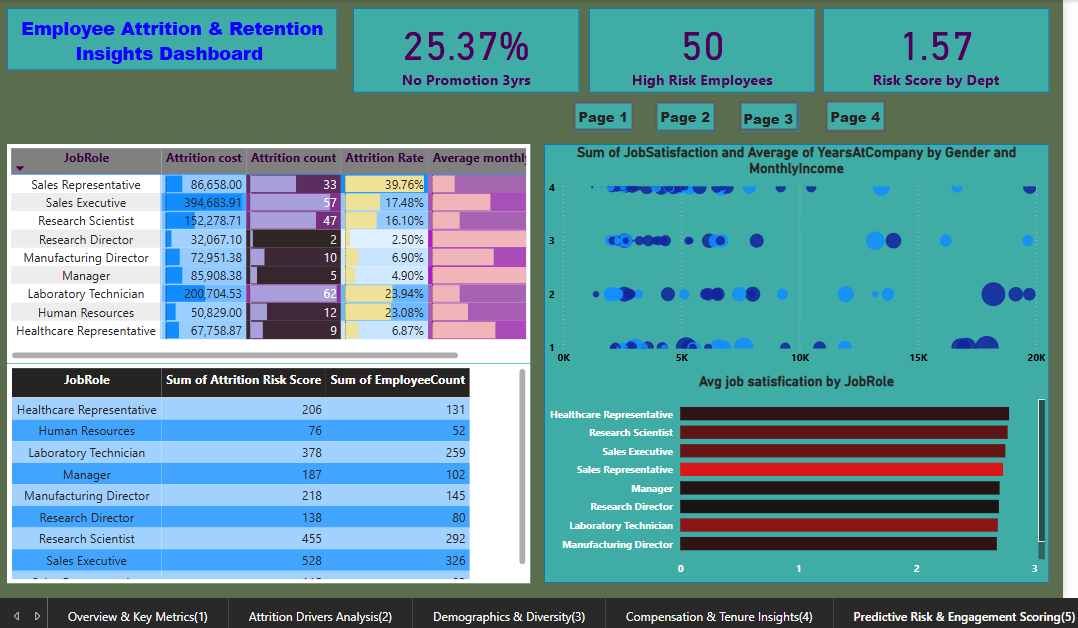 Employee Attrition & Retention
Insights Dashboard
25.37%
No Promotion 3yrs
50
High Risk Employees
1.57
Risk Score by Dept
Page 1
Page 2
Page 3
Page 4
JobRole Attrition cost Attrition count Attrition Rate Average monthly
Sales Representative 86,658.00 33 39.76%
Sales Executive 394,683.91 57 17.48%
Research Scientist 152,278.71 47 16.10%
Research Director 32,067.10 2 2.50%
Manufacturing Director 72,951.38 10 6.90%
Manager 85,908.38 5 4.90%
Laboratory Technician 200,704.53 62 23.94%
Human Resources 50,829.00 12 23.08%
Healthcare Representative 67,758.87 9 6.87%
JobRole Sum of Attrition Risk Score Sum of EmployeeCount
Healthcare Representative 206 131
Human Resources 76 52
Laboratory Technician 378 259
Manager 187 102
Manufacturing Director 218 145
Research Director 138 80
Research Scientist 455 292
Sales Executive 528 326
Sum of JobSatisfaction and Average of YearsAtCompany by Gender and
MonthlyIncome
4
3
2
1
0K 5K 10K 15K 20K
Avg job satisfication by JobRole
Healthcare Representative
Research Scientist
Sales Executive
Sales Representative
Manager
Research Director
Laboratory Technician
Manufacturing Director
0 1 2 3
Overview & Key Metrics(1) Attrition Drivers Analysis(2) Demographics & Diversity(3) Compensation & Tenure Insights(4) Predictive Risk & Engagement Scoring(5)